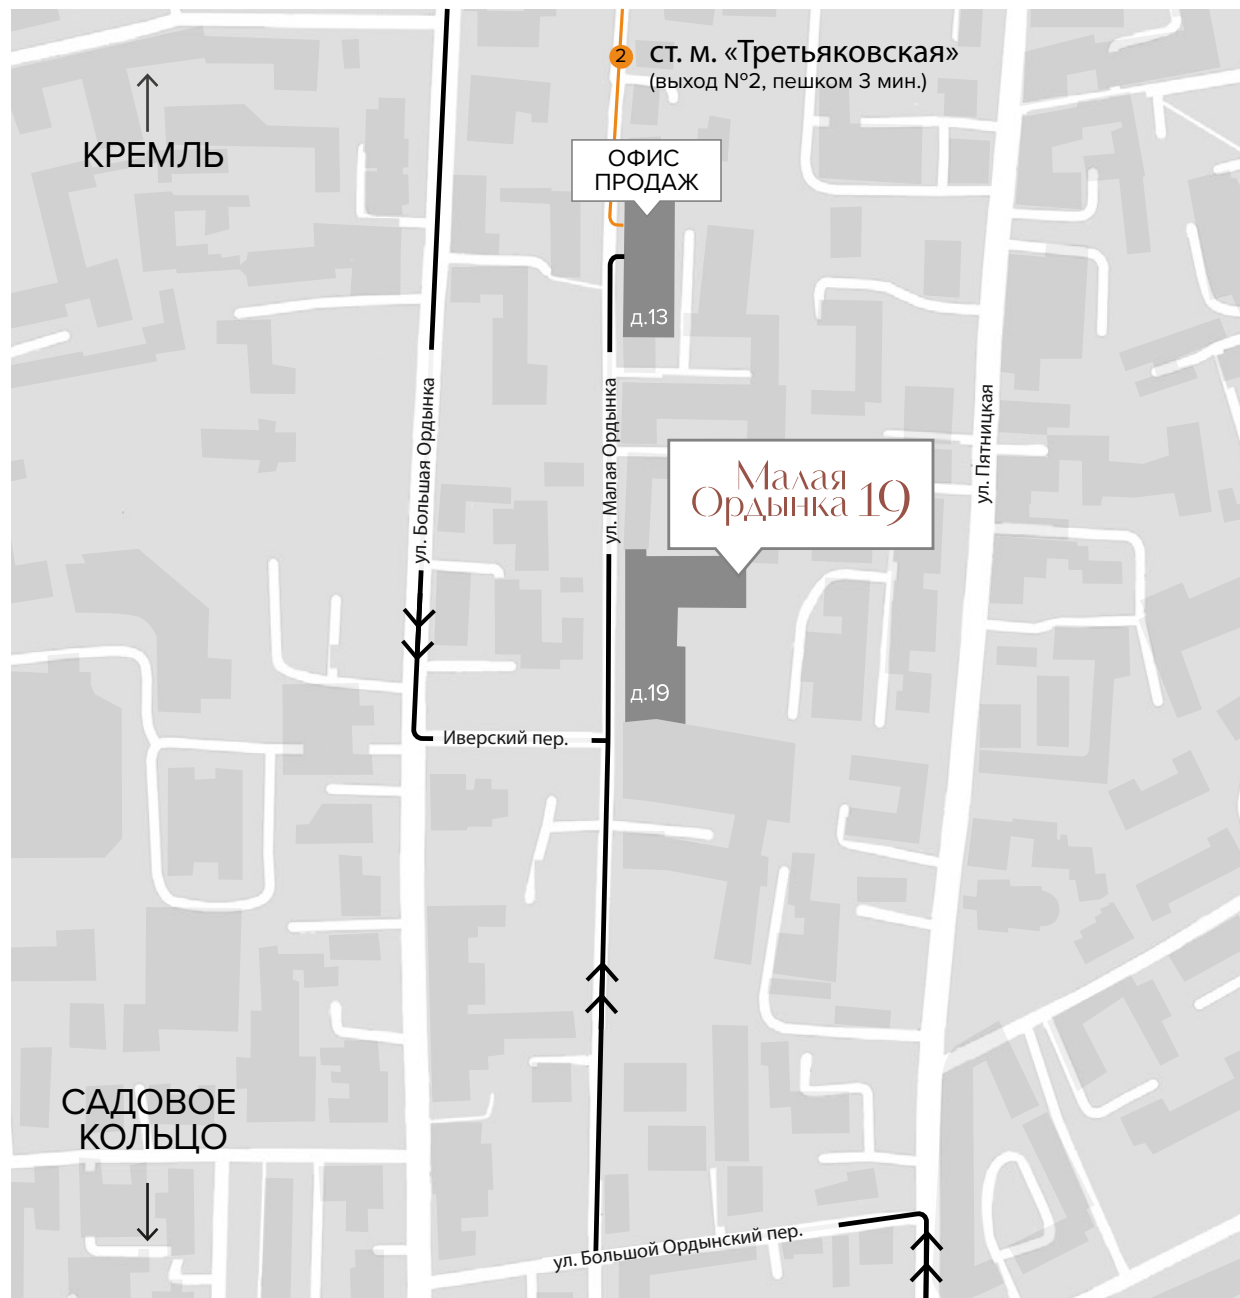 2
ст. м. «Третьяковская»
(выход №2, пешком 3 мин.)
КРЕМЛЬ
ОФИС
ПРОДАЖ
д.13
ул. Большая Ордынка
ул. Малая Ордынка
ул. Пятницкая
Малая
Ордынка 19
д.19
Иверский пер.
САДОВОЕ
КОЛЬЦО
ул. Большой Ордынский пер.